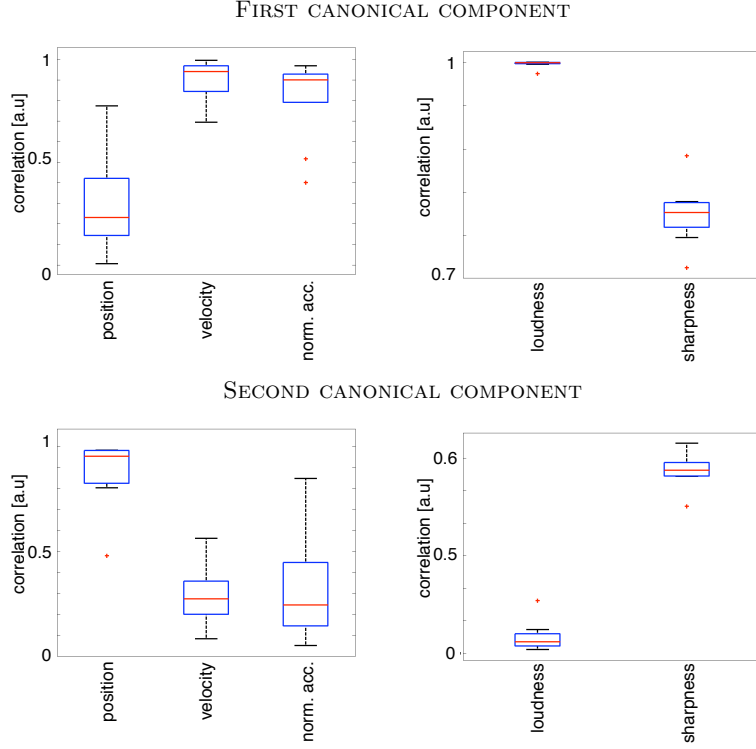 FIRST CANONICAL COMPONENT
correlation [a.u]
1
0.5
0
position
velocity
norm. acc.
correlation [a.u]
1
0.7
loudness
sharpness
SECOND CANONICAL COMPONENT
correlation [a.u]
1
0.5
0
position
velocity
norm. acc.
correlation [a.u]
0.6
0.5
0
loudness
sharpness